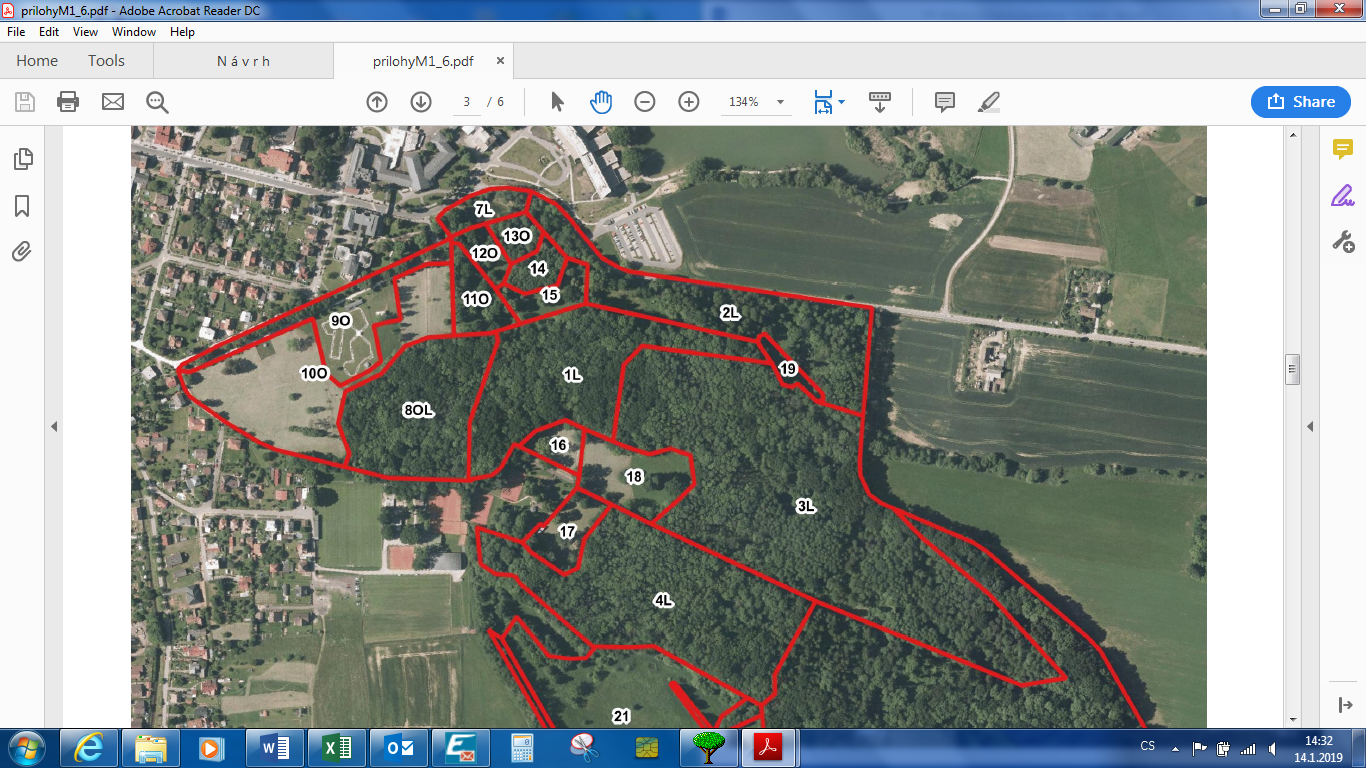 prilohyM1_6.pdf - Adobe Acrobat Reader DC
File Edit View Window Help
Home Tools N á v r h prilohyM1_6.pdf ×
3 / 6 134% Share
7L
13O
12O
14
11O
15
2L
9O
19
10O
1L
8OL
16
18
3L
17
4L
21
CS 14:32
14.1.2019